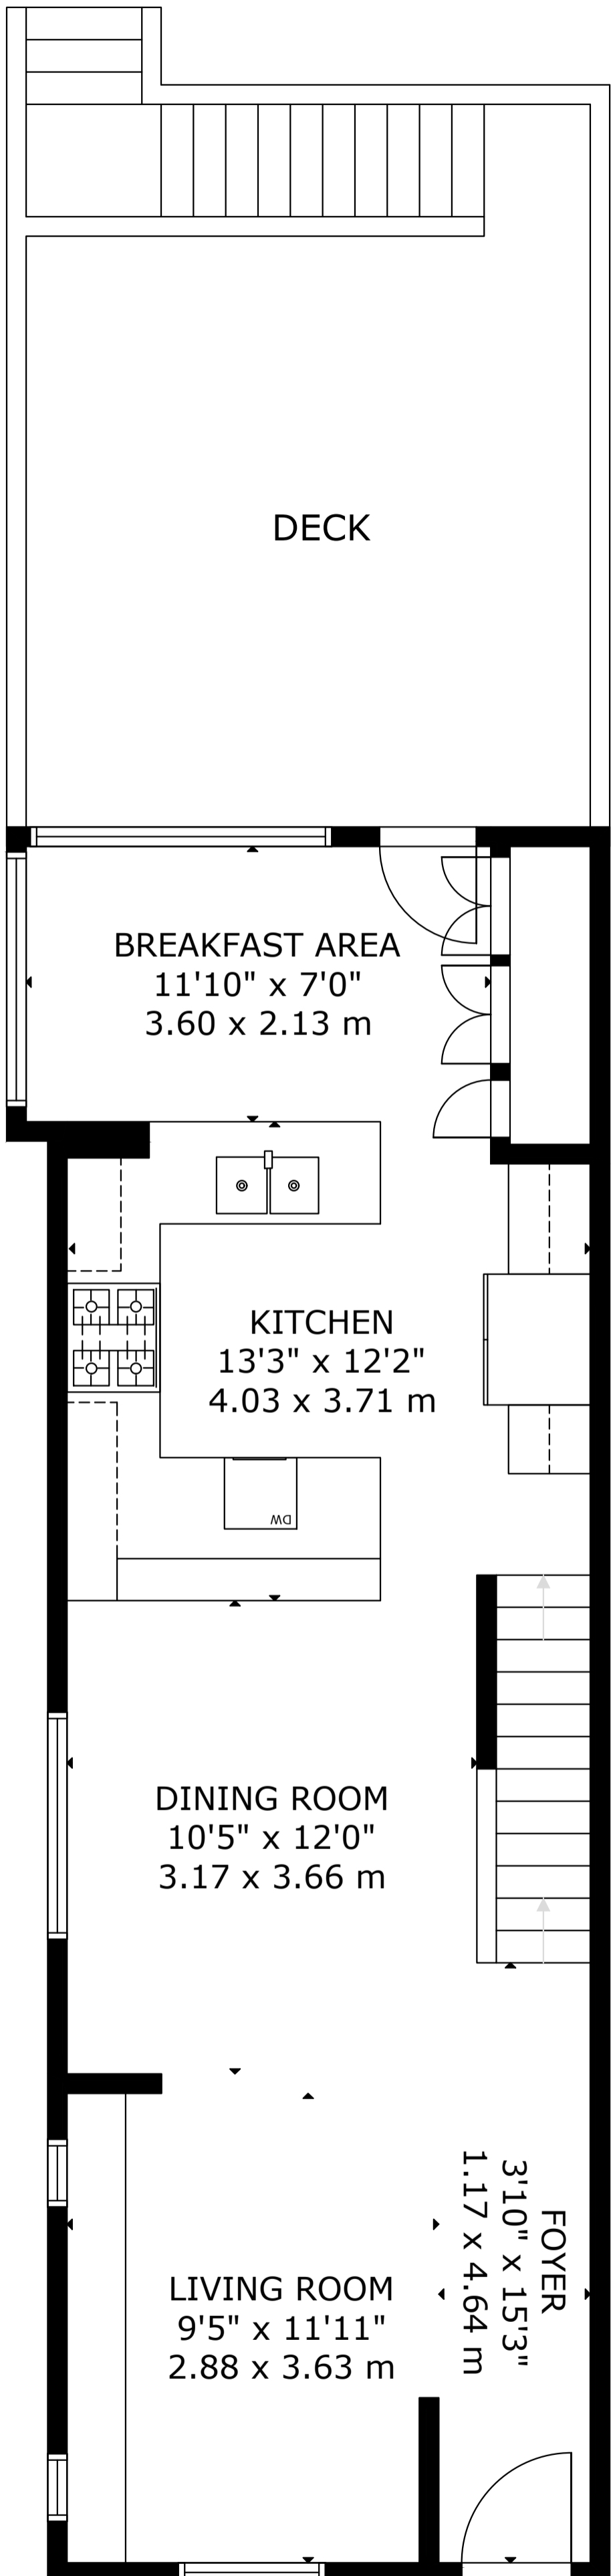 DECK
BREAKFAST AREA
11'10" x 7'0"
3.60 x 2.13 m
KITCHEN
13'3" x 12'2"
4.03 x 3.71 m
DW
DINING ROOM
10'5" x 12'0"
3.17 x 3.66 m
FOYER
3'10" x 15'3"
1.17 x 4.64 m
LIVING ROOM
9'5" x 11'11"
2.88 x 3.63 m